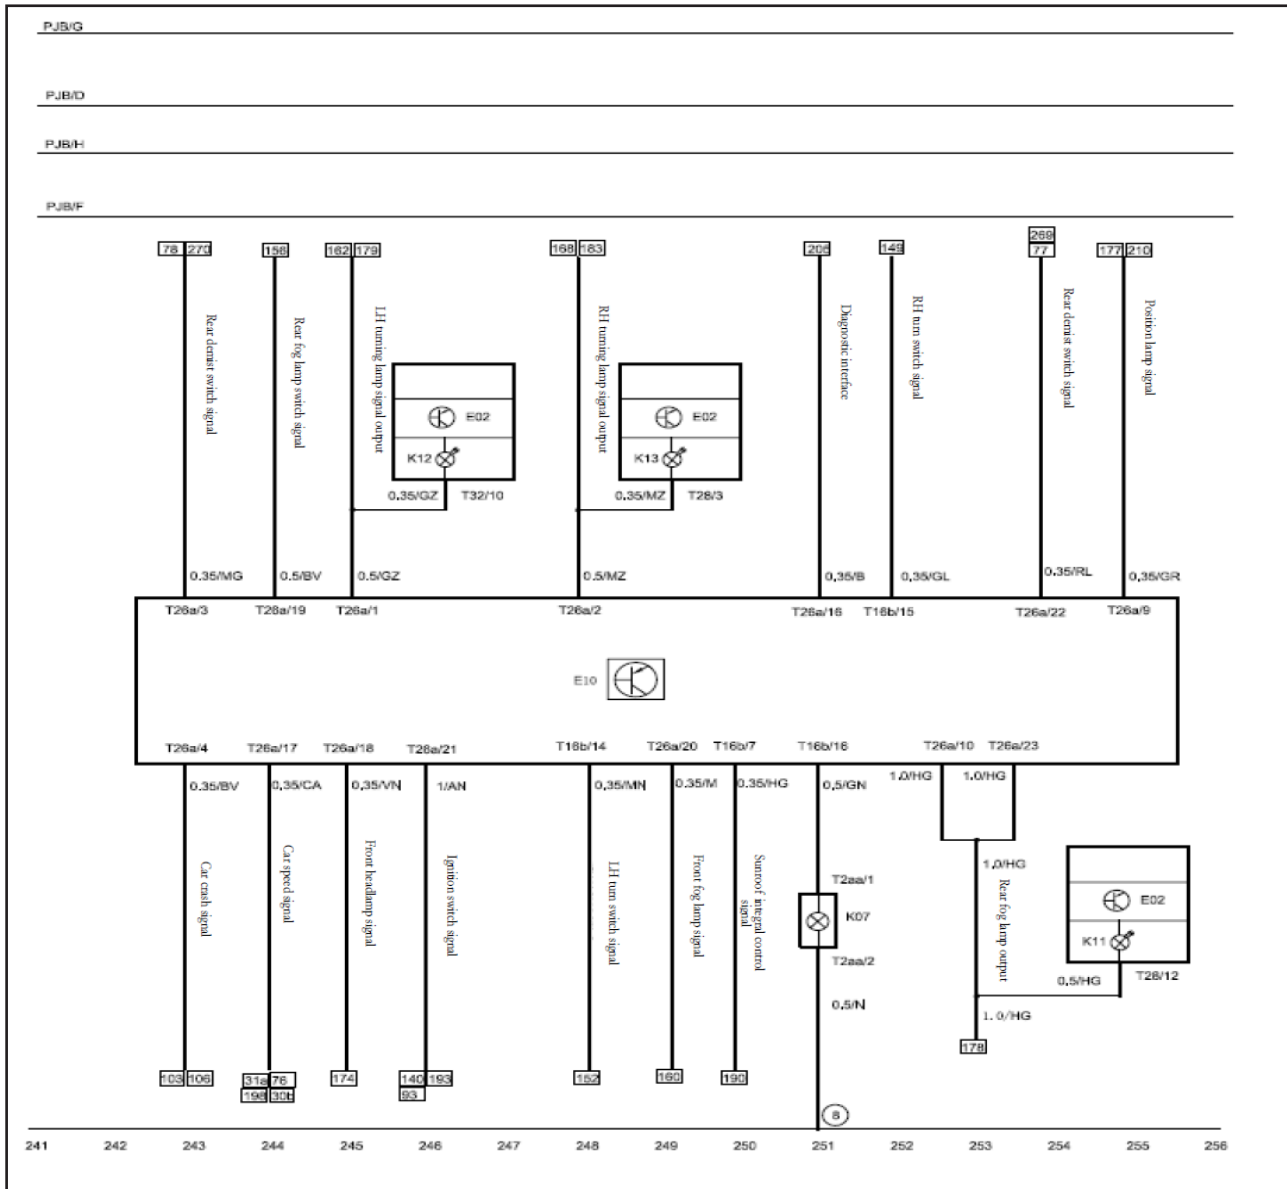 PJB/G
PJB/D
PJB/H
PJB/F
78 270
156
162 179
168 183
205
149
269
77
177 210
Rear demist switch signal
Rear fog lamp switch signal
LH turning lamp signal output
RH turning lamp signal output
Diagnostic interface
RH turn switch signal
Rear demist switch signal
Position lamp signal
E02
K12
0.35/GZ T32/10
E02
K13
0.35/MZ T28/3
0.35/MG
0.5/BV
0.5/GZ
0.5/MZ
0,35/B
0,35/GL
0.35/RL
0,35/GR
T26a/3
T26a/19
T26a/1
T26a/2
T26a/16
T16b/15
T26a/22
T26a/9
E10
T26a/4
T26a/17
T26a/18
T26a/21
T16b/14
T26a/20
T16b/7
T16b/16
T26a/10
T26a/23
0.35/BV
0,35/CA
0,35/VN
1/AN
0,35/MN
0.35/M
0.35/HG
0,5/GN
1.0/HG
1.0/HG
Car crash signal
Car speed signal
Front headlamp signal
Ignition switch signal
LH turn switch signal
Front fog lamp signal
Sunroof integral control
signal
T2aa/1
K07
T2aa/2
0,5/N
1,0/HG
Rear fog lamp output
E02
K11
0,5/HG
T28/12
1.0/HG
178
103 106
31a 76
198 30b
174
140 193
93
152
160
190
8
241 242 243 244 245 246 247 248 249 250 251 252 253 254 255 256